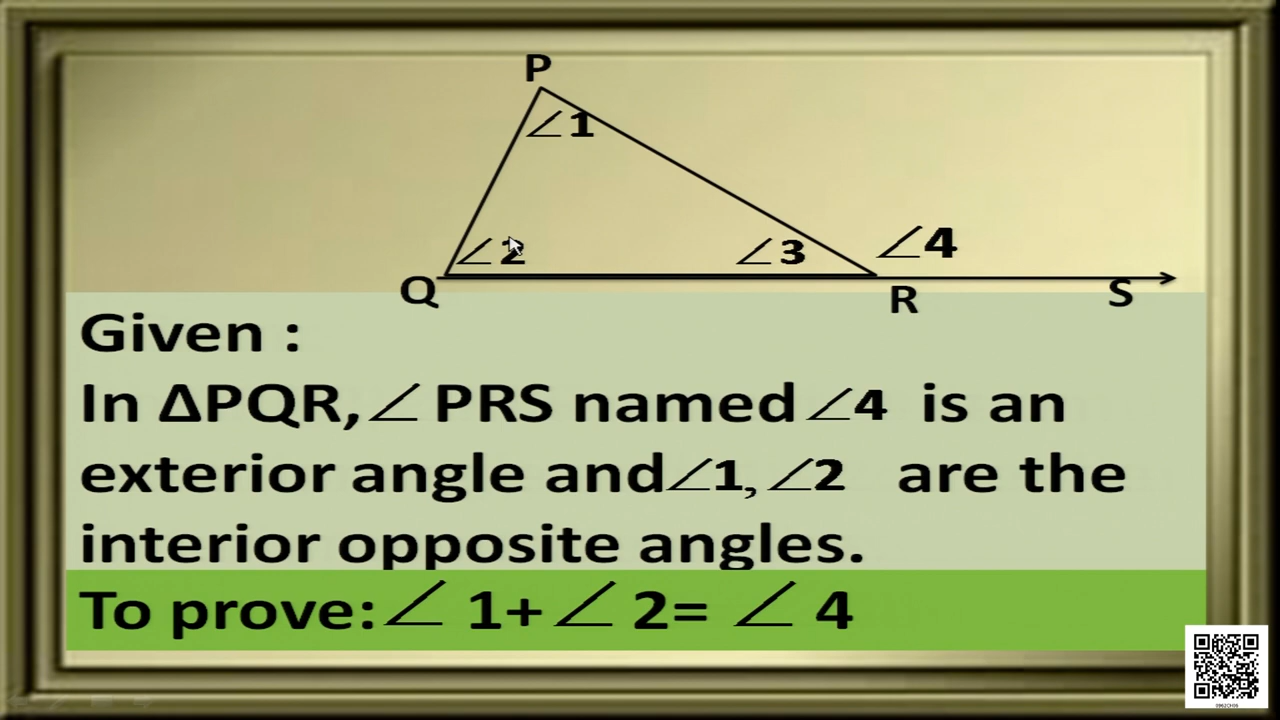 P
∠1
∠2
∠3
∠4
Q
R
S
Given :
In ΔPQR,∠ PRS named ∠4 is an
exterior angle and∠1, ∠2 are the
interior opposite angles.
To prove:∠ 1+∠ 2= ∠ 4